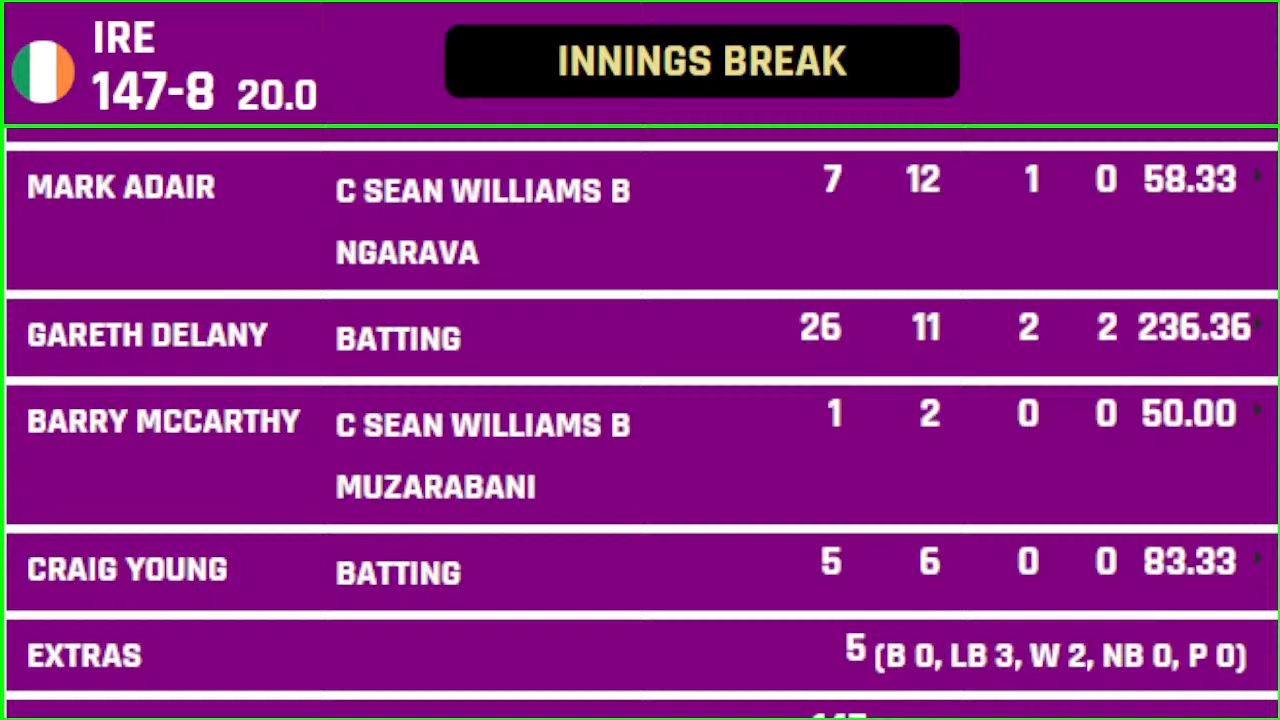 IRE
147-8 20.0
INNINGS BREAK
MARK ADAIR C SEAN WILLIAMS B 7 12 1 0 58.33
NGARAVA
GARETH DELANY BATTING 26 11 2 2 236.36
BARRY MCCARTHY C SEAN WILLIAMS B 1 2 0 0 50.00
MUZARABANI
CRAIG YOUNG BATTING 5 6 0 0 83.33
EXTRAS 5 (B 0, LB 3, W 2, NB 0, P 0)